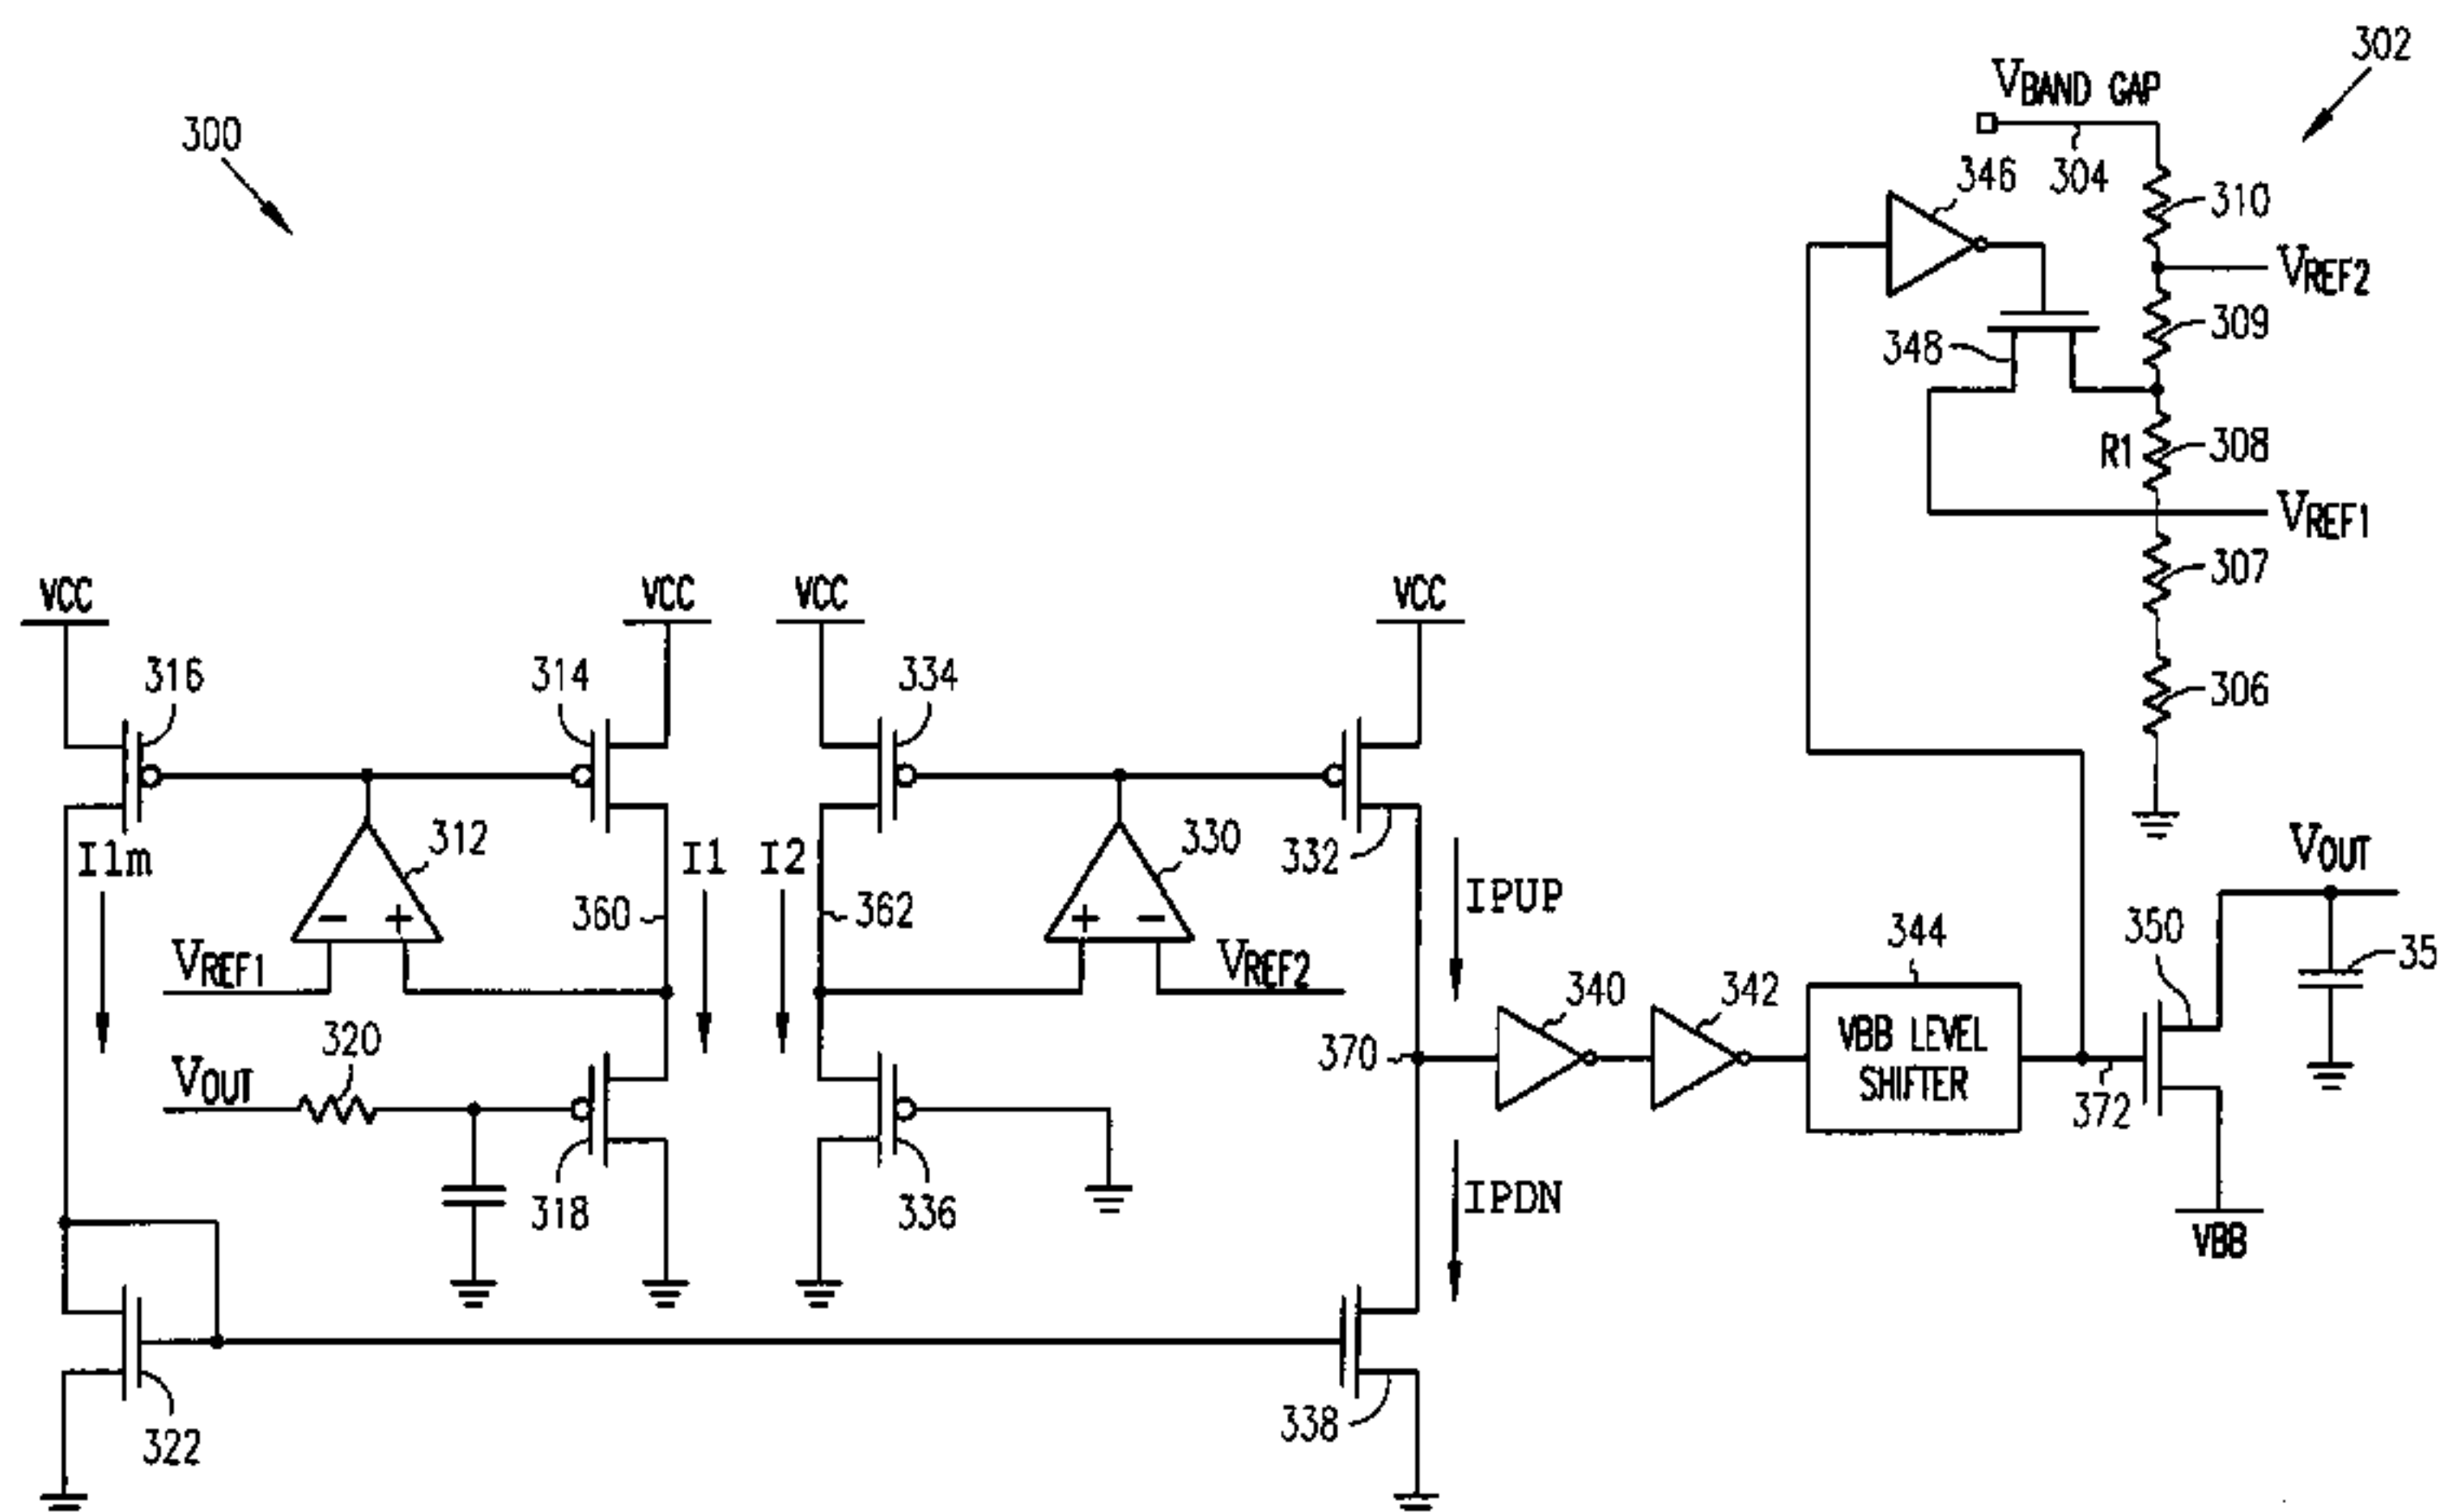 302
V BAND GAP
300
346
304
310
VREF2
309
348
R1
308
VREF1
307
VCC
VCC
VCC
VCC
316
314
334
306
I1m
312
I1
I2
330
332
VOUT
IPUP
360
362
- +
+ -
344
350
35
VREF1
VREF2
340
342
320
VOUT
370
VBB LEVEL
SHIFTER
372
318
336
IPDN
VBB
338
322